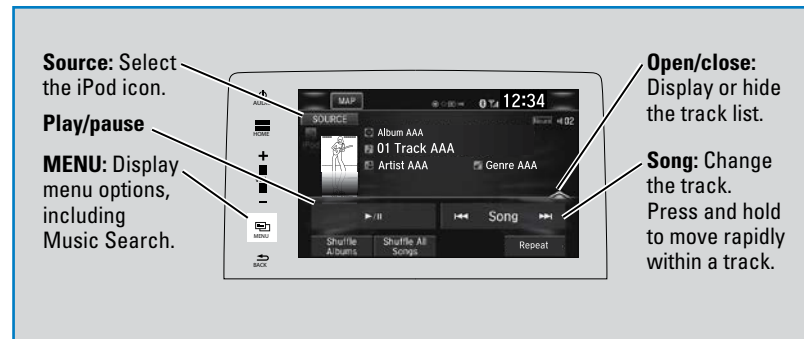 Source: Select
the iPod icon.
Play/pause
MENU: Display
menu options,
including
Music Search.
AUDIO
HOME
+
−
MENU
BACK
MAP
12:34
SOURCE
02
iPod
Album AAA
01 Track AAA
Artist AAA
Genre AAA
Song
Shuffle
Albums
Shuffle All
Songs
Repeat
Open/close:
Display or hide
the track list.
Song: Change
the track.
Press and hold
to move rapidly
within a track.